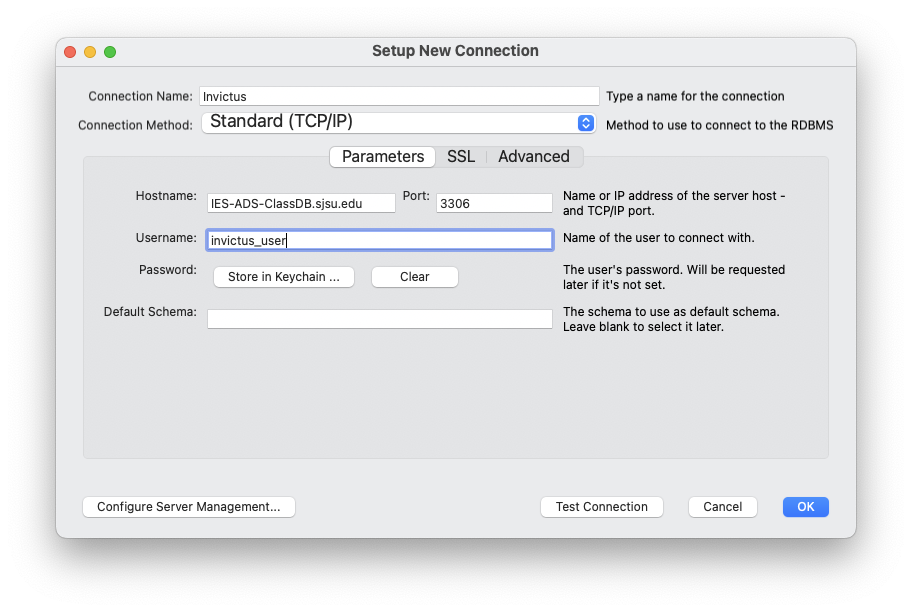 Setup New Connection
Connection Name: Invictus Type a name for the connection
Connection Method: Standard (TCP/IP) Method to use to connect to the RDBMS
Parameters SSL Advanced
Hostname: IES-ADS-ClassDB.sjsu.edu Port: 3306 Name or IP address of the server host -
and TCP/IP port.
Username: invictus_user Name of the user to connect with.
Password: Store in Keychain ... Clear The user's password. Will be requested
later if it's not set.
Default Schema: The schema to use as default schema.
Leave blank to select it later.
Configure Server Management... Test Connection Cancel OK